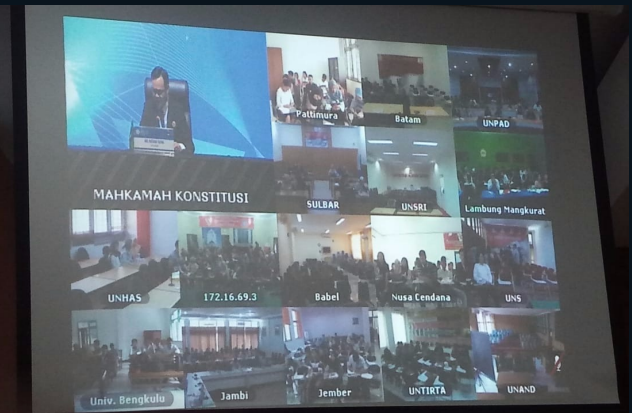 Pattimura
Batam
UNPAD
MAHKAMAH KONSTITUSI
SULBAR
UNSRI
Lambung Mangkurat
UNHAS
172.16.69.3
Babel
Nusa Cendana
UNS
Univ. Bengkulu
Jambi
Jember
UNTIRTA
UNAND